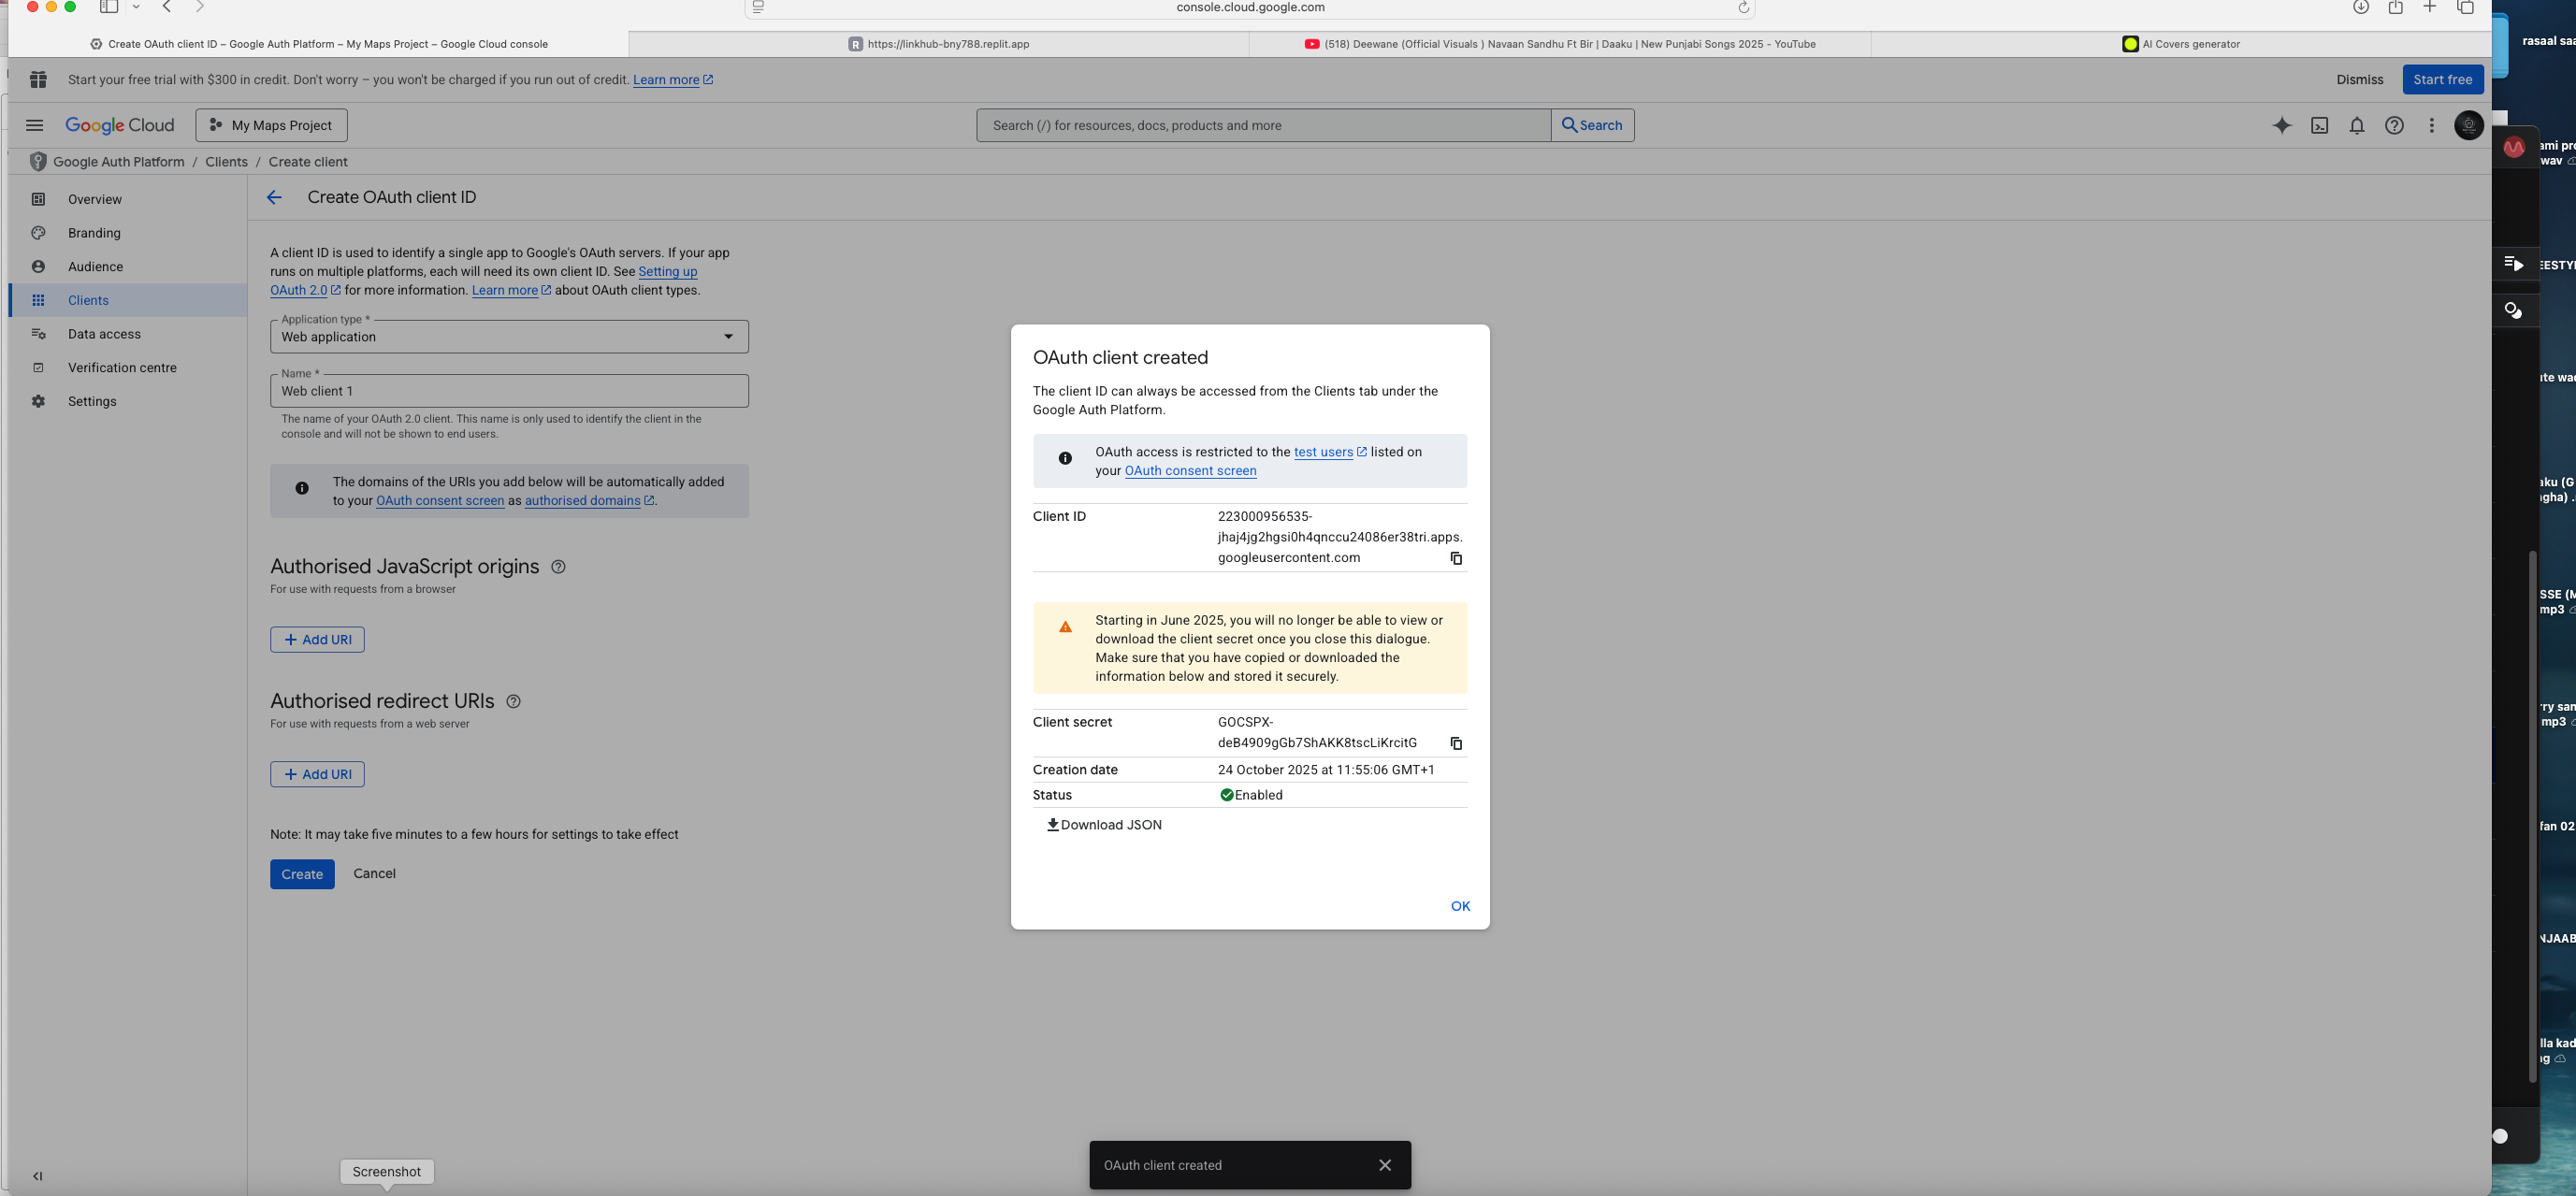 console.cloud.google.com
Create OAuth client ID – Google Auth Platform – My Maps Project – Google Cloud console
R https://linkhub-bny788.replit.app
(518) Deewane (Official Visuals ) Navaan Sandhu Ft Bir | Daaku | New Punjabi Songs 2025 - YouTube
AI Covers generator
Start your free trial with $300 in credit. Don't worry – you won't be charged if you run out of credit. Learn more
Dismiss
Start free
Google Cloud
My Maps Project
Search (/) for resources, docs, products and more
Search
Google Auth Platform / Clients / Create client
Overview
Branding
Audience
Clients
Data access
Verification centre
Settings
Create OAuth client ID
A client ID is used to identify a single app to Google's OAuth servers. If your app
runs on multiple platforms, each will need its own client ID. See Setting up
OAuth 2.0 for more information. Learn more about OAuth client types.
Application type *
Web application
Name *
Web client 1
The name of your OAuth 2.0 client. This name is only used to identify the client in the
console and will not be shown to end users.
The domains of the URIs you add below will be automatically added
to your OAuth consent screen as authorised domains.
Authorised JavaScript origins
For use with requests from a browser
+ Add URI
Authorised redirect URIs
For use with requests from a web server
+ Add URI
Note: It may take five minutes to a few hours for settings to take effect
Create
Cancel
OAuth client created
The client ID can always be accessed from the Clients tab under the
Google Auth Platform.
OAuth access is restricted to the test users listed on
your OAuth consent screen
Client ID
223000956535-
jhaj4jg2hgsi0h4qnccu24086er38tri.apps.
googleusercontent.com
Starting in June 2025, you will no longer be able to view or
download the client secret once you close this dialogue.
Make sure that you have copied or downloaded the
information below and stored it securely.
Client secret
GOCSPX-
deB4909gGb7ShAKK8tscLiKrcitG
Creation date
24 October 2025 at 11:55:06 GMT+1
Status
Enabled
Download JSON
OK
OAuth client created
Screenshot
rasaal saa
ami pro
wav
EESTYL
ute wad
aku (G
gha) .
SSE (M
mp3
rry san
mp3
fan 02
NJAAB
lla kad